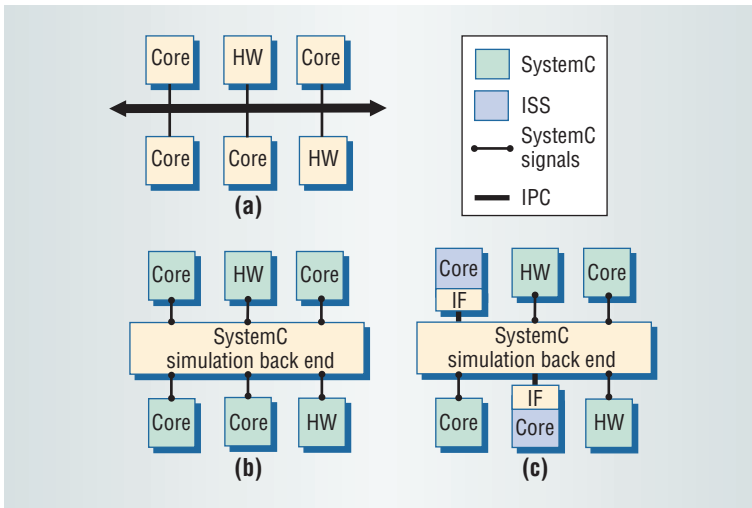 Core HW Core
Core Core HW
(a)
SystemC
ISS
SystemC
signals
IPC
Core HW Core
SystemC
simulation back end
Core Core HW
(b)
Core HW Core
IF
SystemC
simulation back end
IF
Core Core HW
(c)